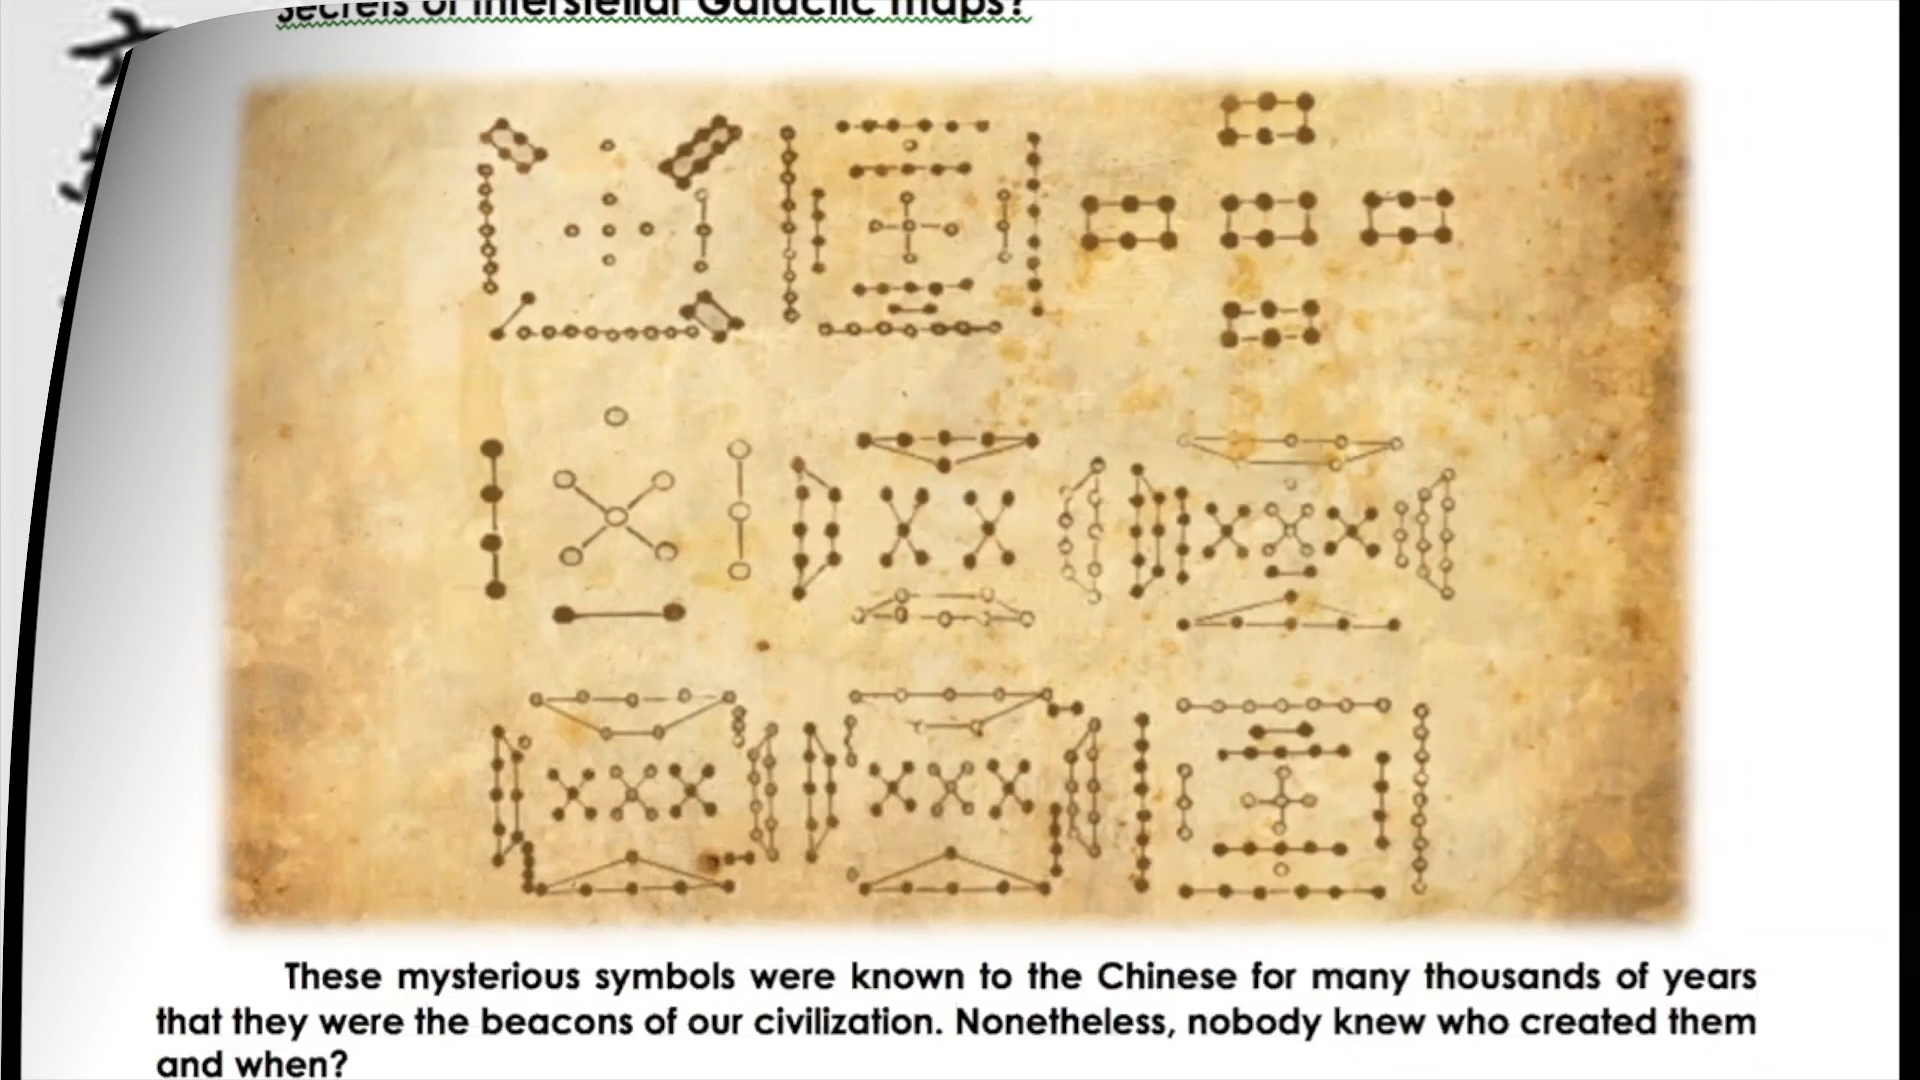 Secrets of Interstellar Galactic maps?
These mysterious symbols were known to the Chinese for many thousands of years
that they were the beacons of our civilization. Nonetheless, nobody knew who created them
and when?